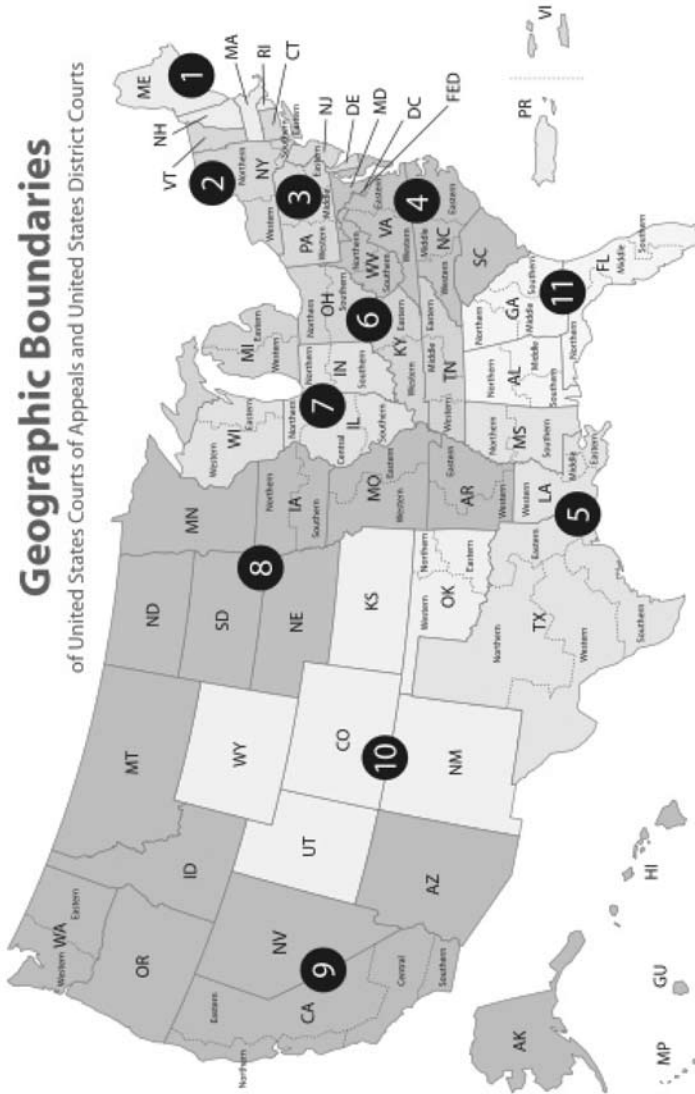 Geographic Boundaries
of United States Courts of Appeals and United States District Courts
WA
Western
Eastern
MT
ND
MN
OR
ID
SD
8
WY
NE
Northern
IA
Southern
WI
Western
Eastern
MI
Western
Eastern
ME
1
NH
VT
2
MA
RI
CT
NY
Northern
Western
Southern
Eastern
3
PA
Western
Middle
Eastern
NJ
DE
MD
DC
FED
7
Northern
Central
IL
Southern
Northern
IN
Southern
OH
Northern
Southern
6
Northern
WV
Southern
VA
Western
Eastern
4
KY
Western
Eastern
NC
Western
Middle
Eastern
TN
Western
Middle
Eastern
SC
Northern
Eastern
9
CA
Central
Southern
NV
UT
CO
10
KS
MO
Western
Eastern
AZ
NM
OK
Western
Northern
Eastern
AR
Western
Eastern
TX
Northern
Eastern
Western
Southern
LA
Western
Middle
Eastern
5
MS
Northern
Southern
AL
Northern
Middle
Southern
GA
Northern
Middle
Southern
11
FL
Northern
Middle
Southern
AK
HI
GU
MP
PR
VI